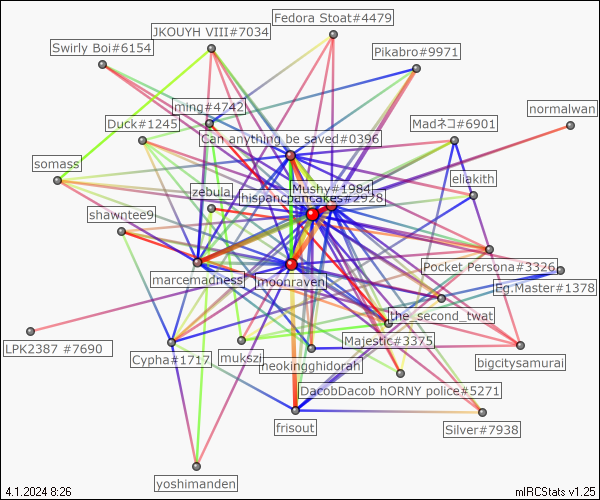 Fedora Stoat#4479
JKOUYH VIII#7034
Swirly Boi#6154
Pikabro#9971
ming#4742
normalwan
Duck#1245
Madネコ#6901
Can anything be saved#0396
somass
eliakith
zebula
Mushy#1984
hispancpancakes#2928
shawntee9
Pocket Persona#3326
marcemadness
moonraven
Eg.Master#1378
the_second_twat
Majestic#3375
LPK2387 #7690
Cypha#1717
mukszi
neokingghidorah
bigcitysamurai
DacobDacob hORNY police#5271
frisout
Silver#7938
yoshimanden
4.1.2024 8:26
mIRCStats v1.25